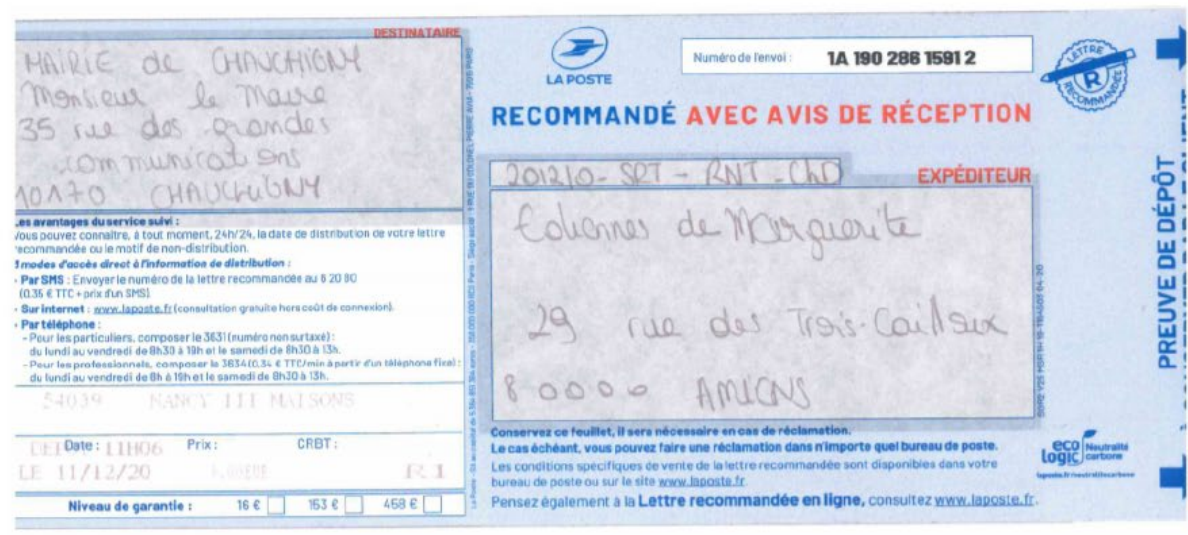 DESTINATAIRE
MAIRIE de CHAUCHIGNY
Monsieur le Maire
35 rue des grandes
communications
10170 CHAUCHIGNY
Les avantages du service suivi :
Vous pouvez connaître, à tout moment, 24h/24, la date de distribution de votre lettre
recommandée ou le motif de non-distribution.
3 modes d'accès direct à l'information de distribution :
- Par SMS : Envoyer le numéro de la lettre recommandée au 6 20 80
(0.35 € TTC + prix d'un SMS)
- Sur internet : www.laposte.fr (consultation gratuite hors coût de connexion).
- Par téléphone :
- Pour les particuliers, composer le 3631 (numéro non surtaxé) :
du lundi au vendredi de 8h30 à 19h et le samedi de 8h30 à 13h.
- Pour les professionnels, composer le 3634 (0,34 € TTC/min à partir d'un téléphone fixe) :
du lundi au vendredi de 8h à 19h et le samedi de 8h30 à 13h.
54039 NANCY III MAISONS
Date : 11H06 Prix : CRBT :
LE 11/12/20 R1
Niveau de garantie : 16 € 153 € 458 €
LA POSTE
Numéro de l'envoi : 1A 190 286 1591 2
LETTRE
R
RECOMMANDÉE
RECOMMANDÉ AVEC AVIS DE RÉCEPTION
201210 - SRT - RNT - ChD
EXPÉDITEUR
Eoliennes de Marguerite
29 rue des Trois-Cailloux
80000 AMIENS
Conservez ce feuillet, il sera nécessaire en cas de réclamation.
Le cas échéant, vous pouvez faire une réclamation dans n'importe quel bureau de poste.
Les conditions spécifiques de vente de la lettre recommandée sont disponibles dans votre
bureau de poste ou sur le site www.laposte.fr
Pensez également à la Lettre recommandée en ligne, consultez www.laposte.fr.
eco logic Neutralité carbone
laposte.fr/neutralitecarbone
PREUVE DE DÉPÔT